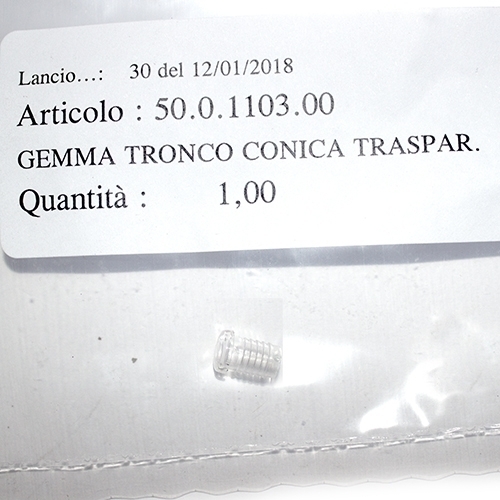 Lancio...: 30 del 12/01/2018
Articolo : 50.0.1103.00
GEMMA TRONCO CONICA TRASPAR.
Quantità : 1,00